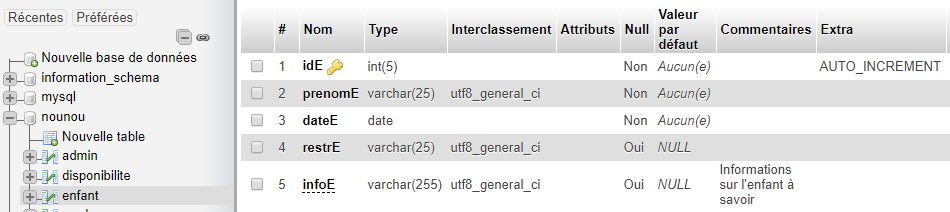 Récentes Préférées
Nouvelle base de données
information_schema
mysql
nounou
Nouvelle table
admin
disponibilite
enfant
# Nom Type Interclassement Attributs Null Valeur par défaut Commentaires Extra
1 idE int(5) Non Aucun(e) AUTO_INCREMENT
2 prenomE varchar(25) utf8_general_ci Non Aucun(e)
3 dateE date Non Aucun(e)
4 restrE varchar(25) utf8_general_ci Oui NULL
5 infoE varchar(255) utf8_general_ci Oui NULL Informations sur l'enfant à savoir